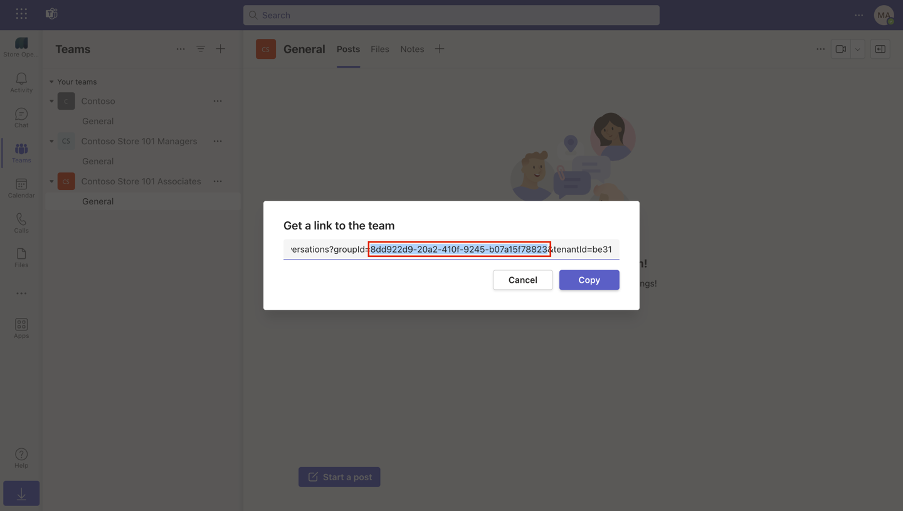 Search
MA
Store Ope...
Activity
Chat
Teams
Calendar
Calls
Files
Apps
Help
Teams
Your teams
C
Contoso
General
CS
Contoso Store 101 Managers
General
CS
Contoso Store 101 Associates
General
CS
General
Posts
Files
Notes
Get a link to the team
versations?groupId=8dd922d9-20a2-410f-9245-b07a15f78823&tenantId=be31
Cancel
Copy
Start a post